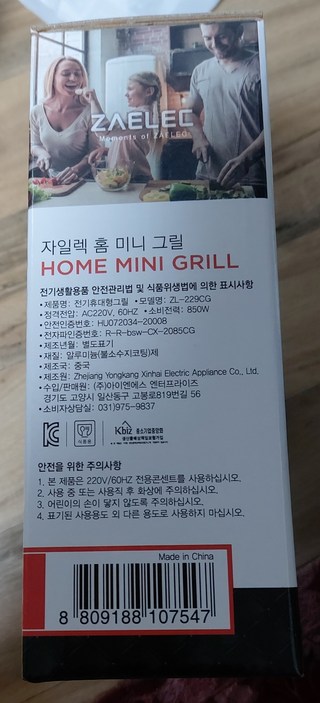 ZAELEC
Moments of ZAELEC
자일렉 홈 미니 그릴
HOME MINI GRILL
전기생활용품 안전관리법 및 식품위생법에 의한 표시사항
• 제품명: 전기휴대형그릴 • 모델명: ZL-229CG
• 정격전압: AC220V, 60HZ • 소비전력: 850W
• 안전인증번호: HU072034-20008
• 전자파인증번호: R-R-bsw-CX-2085CG
• 제조년월: 별도표기
• 재질: 알루미늄(불소수지코팅)제
• 제조국: 중국
• 제조원: Zhejiang Yongkang Xinhai Electric Appliance Co., Ltd.
• 수입/판매원: (주)아이엔에스 엔터프라이즈
경기도 고양시 일산동구 고봉로819번길 56
• 소비자상담실: 031)975-9837
식품용
Kbiz 중소기업중앙회
안전을 위한 주의사항
1. 본 제품은 220V/60HZ 전용콘센트를 사용하십시오.
2. 사용 중 또는 사용직 후 화상에 주의하십시오.
3. 어린이의 손이 닿지 않도록 주의하십시오.
4. 표기된 사용용도 외 다른 용도로 사용하지 마십시오.
Made in China
8 809188 107547